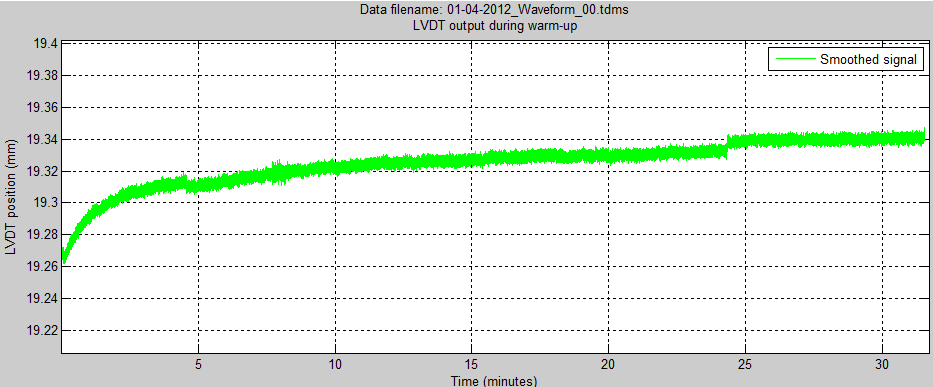 Data filename: 01-04-2012_Waveform_00.tdms
LVDT output during warm-up
Smoothed signal
LVDT position (mm)
19.4
19.38
19.36
19.34
19.32
19.3
19.28
19.26
19.24
19.22
5 10 15 20 25 30
Time (minutes)